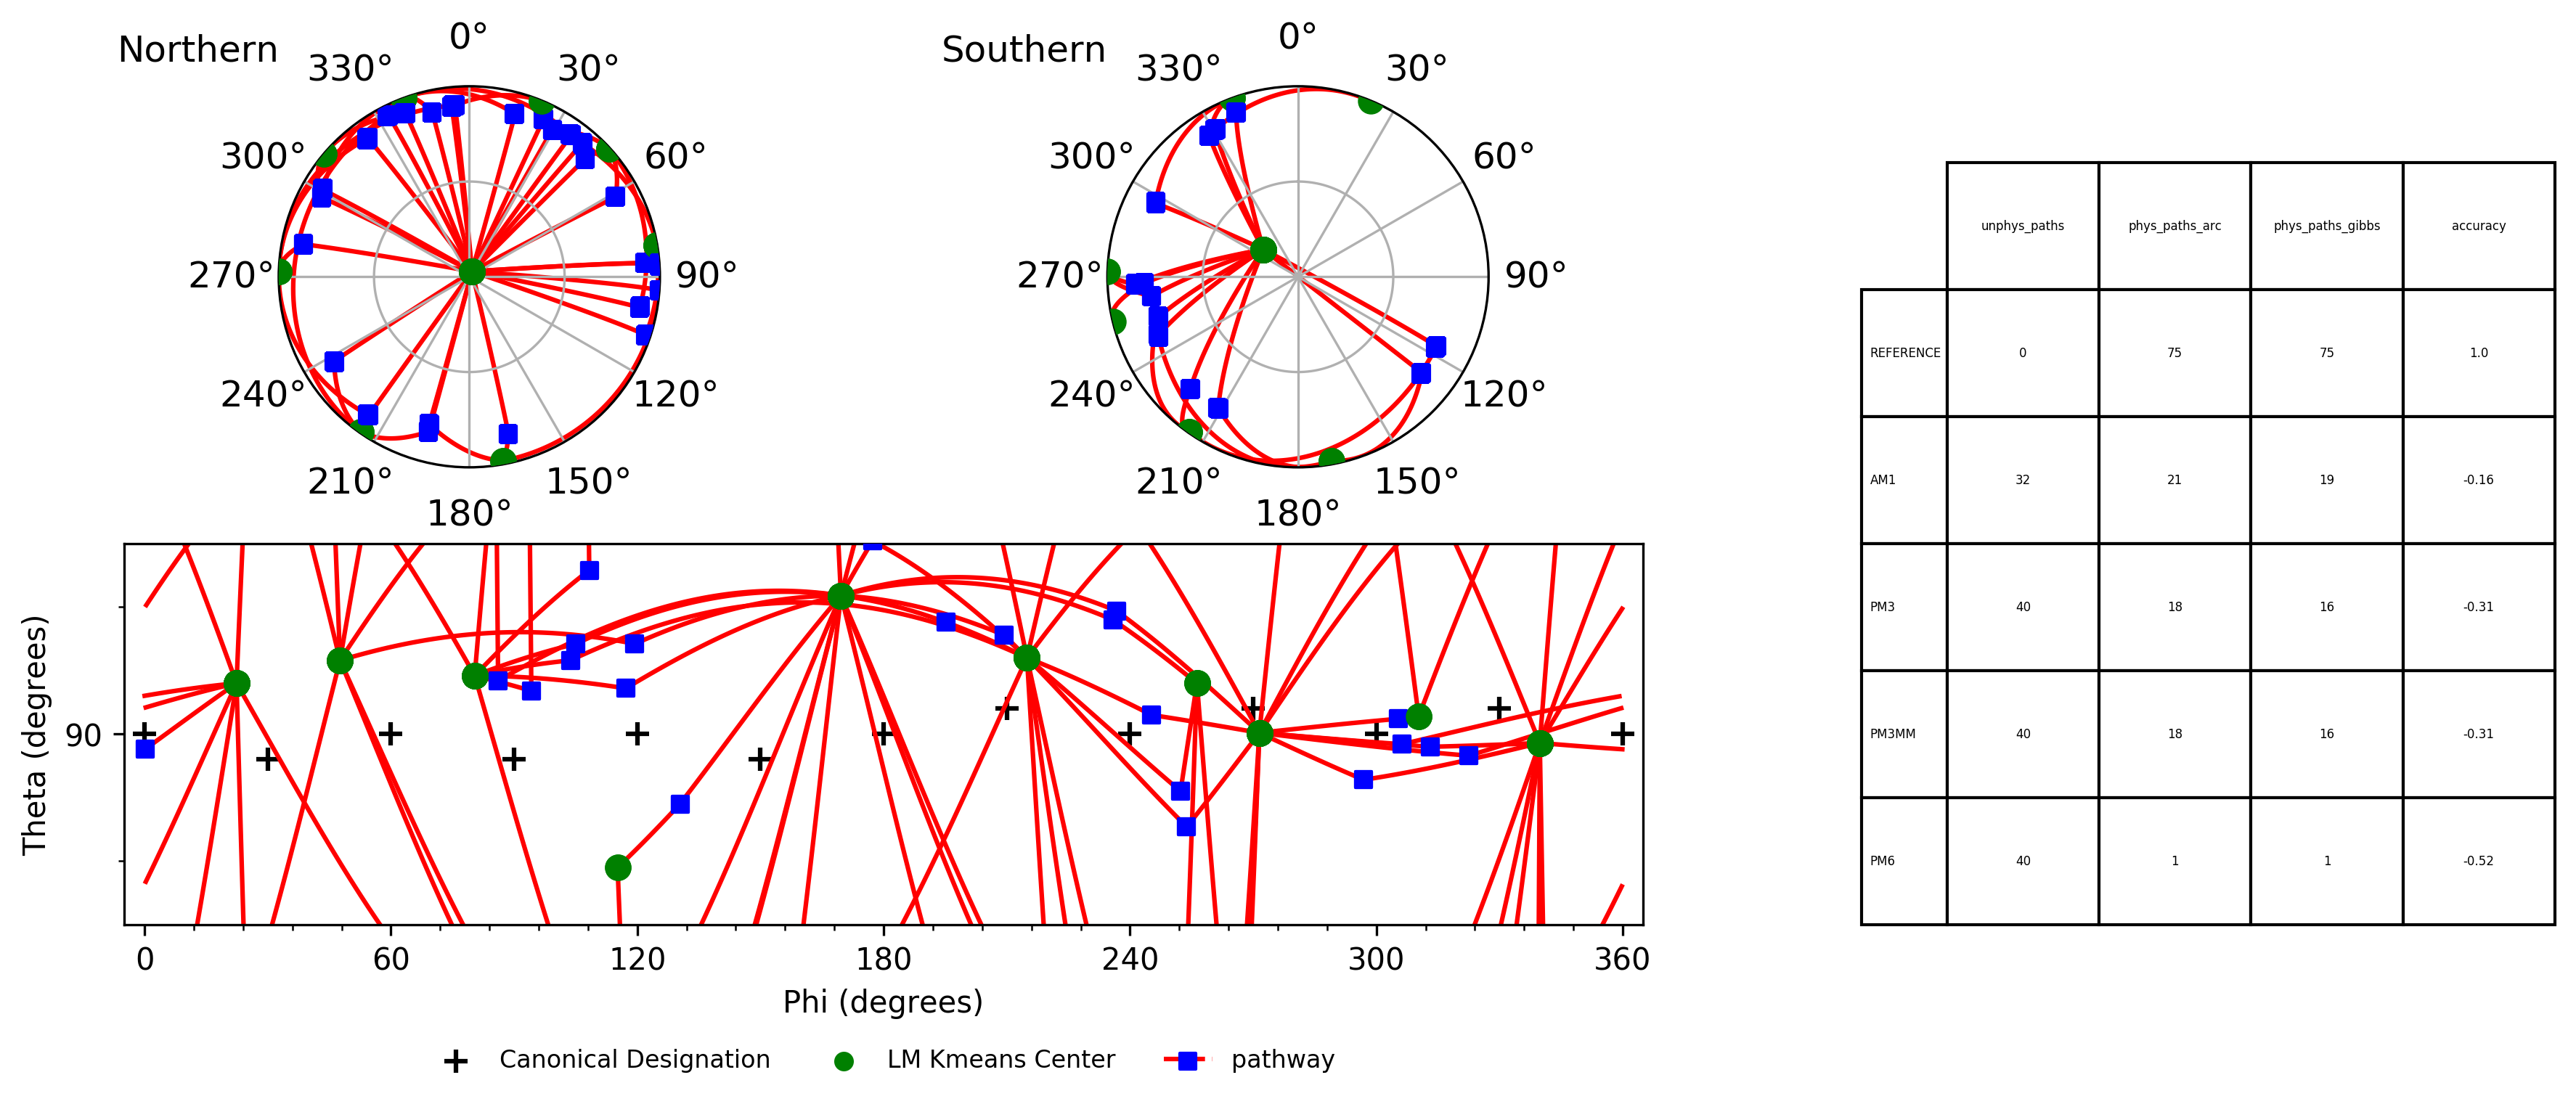 Northern
0°
30°
60°
90°
120°
150°
180°
210°
240°
270°
300°
330°
Southern
0°
30°
60°
90°
120°
150°
180°
210°
240°
270°
300°
330°
Theta (degrees)
90
0 60 120 180 240 300 360
Phi (degrees)
Canonical Designation LM Kmeans Center pathway
unphys_paths phys_paths_arc phys_paths_gibbs accuracy
REFERENCE 0 75 75 1.0
AM1 32 21 19 -0.16
PM3 40 18 16 -0.31
PM3MM 40 18 16 -0.31
PM6 40 1 1 -0.52